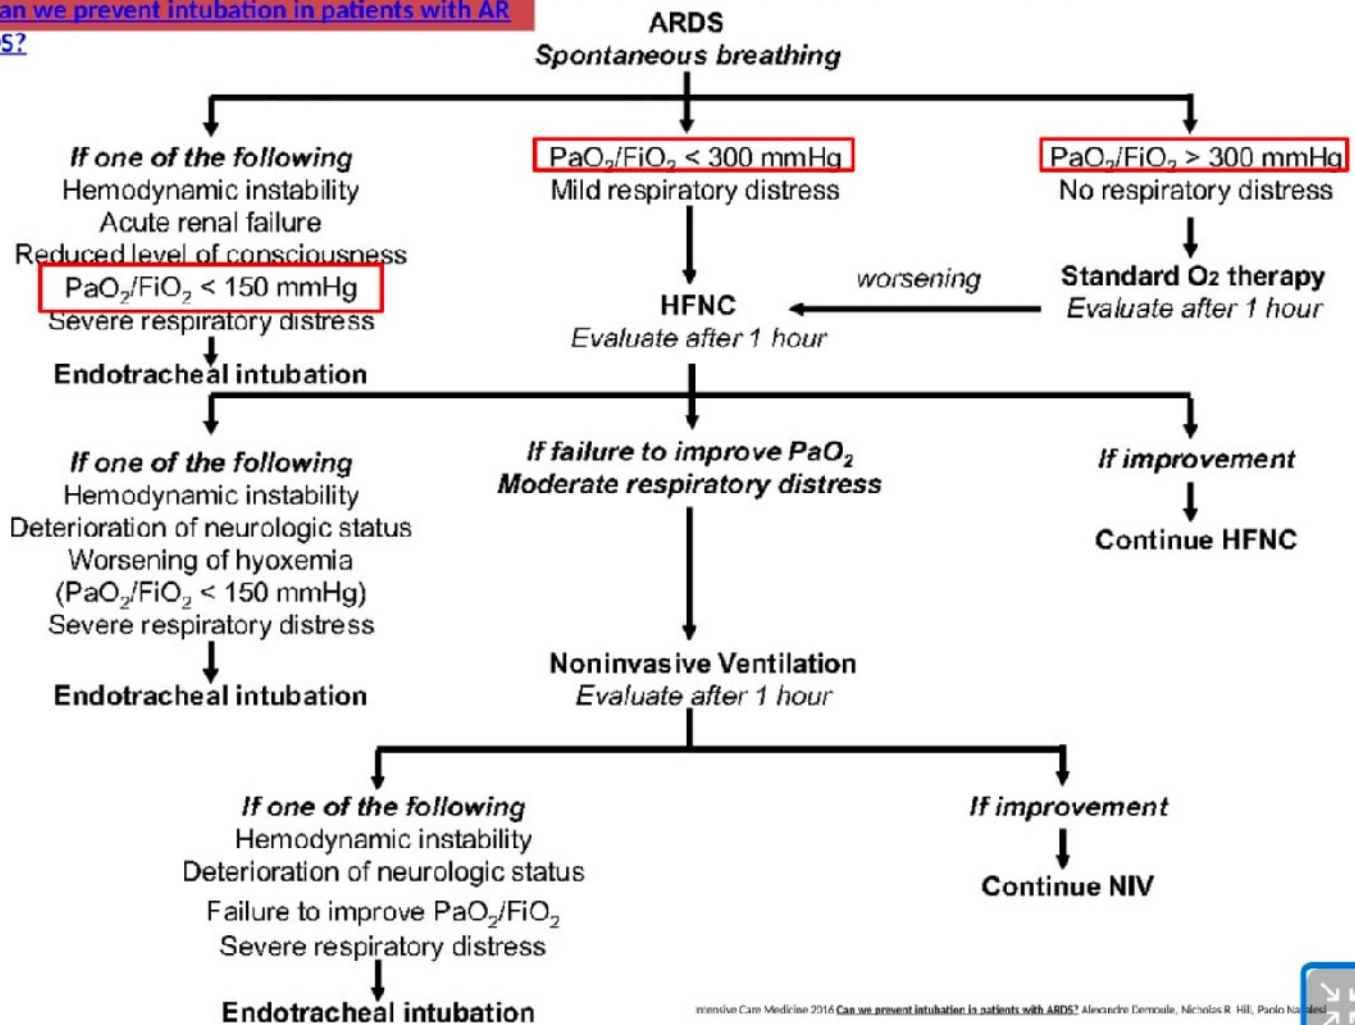 an we prevent intubation in patients with AR
S?
ARDS
Spontaneous breathing
If one of the following
Hemodynamic instability
Acute renal failure
Reduced level of consciousness
PaO₂/FiO₂ < 150 mmHg
Severe respiratory distress
Endotracheal intubation
PaO₂/FiO₂ < 300 mmHg
Mild respiratory distress
HFNC
Evaluate after 1 hour
PaO₂/FiO₂ > 300 mmHg
No respiratory distress
Standard O2 therapy
Evaluate after 1 hour
worsening
If one of the following
Hemodynamic instability
Deterioration of neurologic status
Worsening of hyoxemia
(PaO₂/FiO₂ < 150 mmHg)
Severe respiratory distress
Endotracheal intubation
If failure to improve PaO₂
Moderate respiratory distress
Noninvasive Ventilation
Evaluate after 1 hour
If improvement
Continue HFNC
If one of the following
Hemodynamic instability
Deterioration of neurologic status
Failure to improve PaO₂/FiO₂
Severe respiratory distress
Endotracheal intubation
If improvement
Continue NIV
ntensive Care Medicine 2016 Can we prevent intubation in patients with ARDS? Alexandre Demoule, Nicholas R. Hill, Paolo